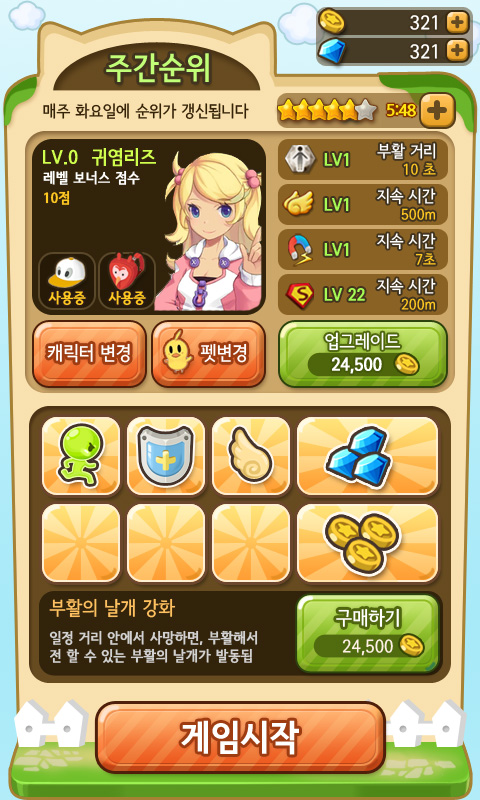 321
321
주간순위
매주 화요일에 순위가 갱신됩니다
5:48
LV.0 귀염리즈
레벨 보너스 점수
10점
사용중
사용중
LV1
부활 거리
10 초
LV1
지속 시간
500m
LV1
지속 시간
7초
LV 22
지속 시간
200m
캐릭터 변경
펫변경
업그레이드
24,500
부활의 날개 강화
일정 거리 안에서 사망하면, 부활해서
전 할 수 있는 부활의 날개가 발동됩
구매하기
24,500
게임시작